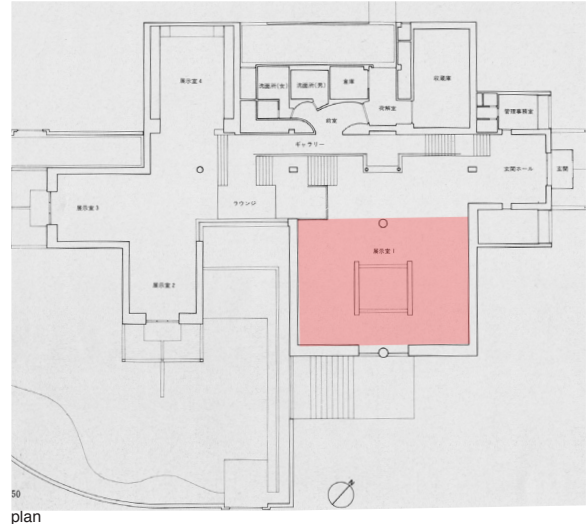 展示室4
洗面所(女)
洗面所(男)
倉庫
収蔵庫
前室
荷解室
管理事務室
ギャラリー
玄関ホール
玄関
展示室3
ラウンジ
展示室1
展示室2
50
plan